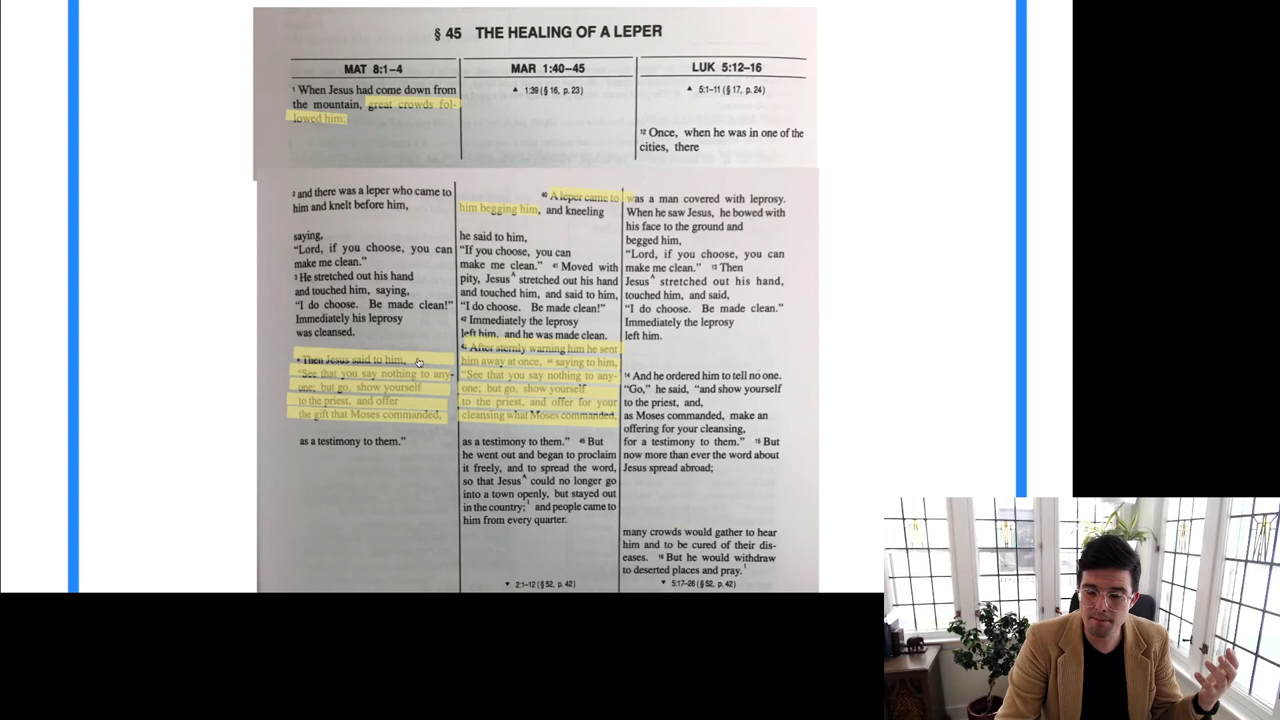 § 45 THE HEALING OF A LEPER
MAT 8:1–4
¹ When Jesus had come down from
the mountain, great crowds fol-
lowed him;
² and there was a leper who came to
him and knelt before him,
saying,
“Lord, if you choose, you can
make me clean.”
³ He stretched out his hand
and touched him, saying,
“I do choose. Be made clean!”
Immediately his leprosy
was cleansed.
⁴ Then Jesus said to him,
“See that you say nothing to any-
one; but go, show yourself
to the priest, and offer
the gift that Moses commanded,
as a testimony to them.”
MAR 1:40–45
▲ 1:39 (§ 16, p. 23)
⁴⁰ A leper came to
him begging him, and kneeling
he said to him,
“If you choose, you can
make me clean.” ⁴¹ Moved with
pity, Jesus^ stretched out his hand
and touched him, and said to him,
“I do choose. Be made clean!”
⁴² Immediately the leprosy
left him, and he was made clean.
⁴³ After sternly warning him he sent
him away at once, ⁴⁴ saying to him,
“See that you say nothing to any-
one; but go, show yourself
to the priest, and offer for your
cleansing what Moses commanded,
as a testimony to them.” ⁴⁵ But
he went out and began to proclaim
it freely, and to spread the word,
so that Jesus^ could no longer go
into a town openly, but stayed out
in the country; and people came to
him from every quarter.
▼ 2:1–12 (§ 52, p. 42)
LUK 5:12–16
▲ 5:1–11 (§ 17, p. 24)
¹² Once, when he was in one of the
cities, there
was a man covered with leprosy.
When he saw Jesus, he bowed with
his face to the ground and
begged him,
“Lord, if you choose, you can
make me clean.” ¹³ Then
Jesus^ stretched out his hand,
touched him, and said,
“I do choose. Be made clean.”
Immediately the leprosy
left him.
¹⁴ And he ordered him to tell no one.
“Go,” he said, “and show yourself
to the priest, and,
as Moses commanded, make an
offering for your cleansing,
for a testimony to them.” ¹⁵ But
now more than ever the word about
Jesus spread abroad;
many crowds would gather to hear
him and to be cured of their dis-
eases. ¹⁶ But he would withdraw
to deserted places and pray.
▼ 5:17–26 (§ 52, p. 42)